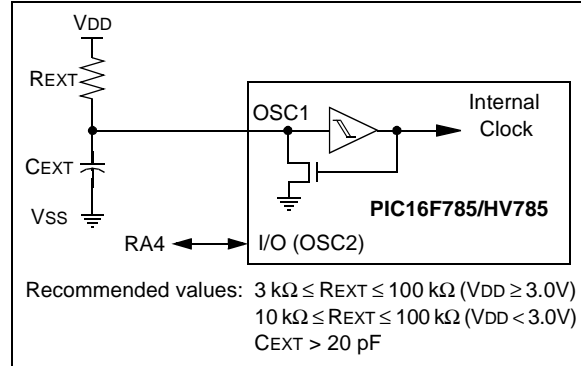 VDD
REXT
OSC1
Internal
Clock
CEXT
PIC16F785/HV785
VSS
RA4
I/O (OSC2)
Recommended values: 3 kΩ ≤ REXT ≤ 100 kΩ (VDD ≥ 3.0V)
10 kΩ ≤ REXT ≤ 100 kΩ (VDD < 3.0V)
CEXT > 20 pF